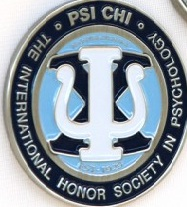 PSI CHI
THE INTERNATIONAL HONOR SOCIETY IN PSYCHOLOGY